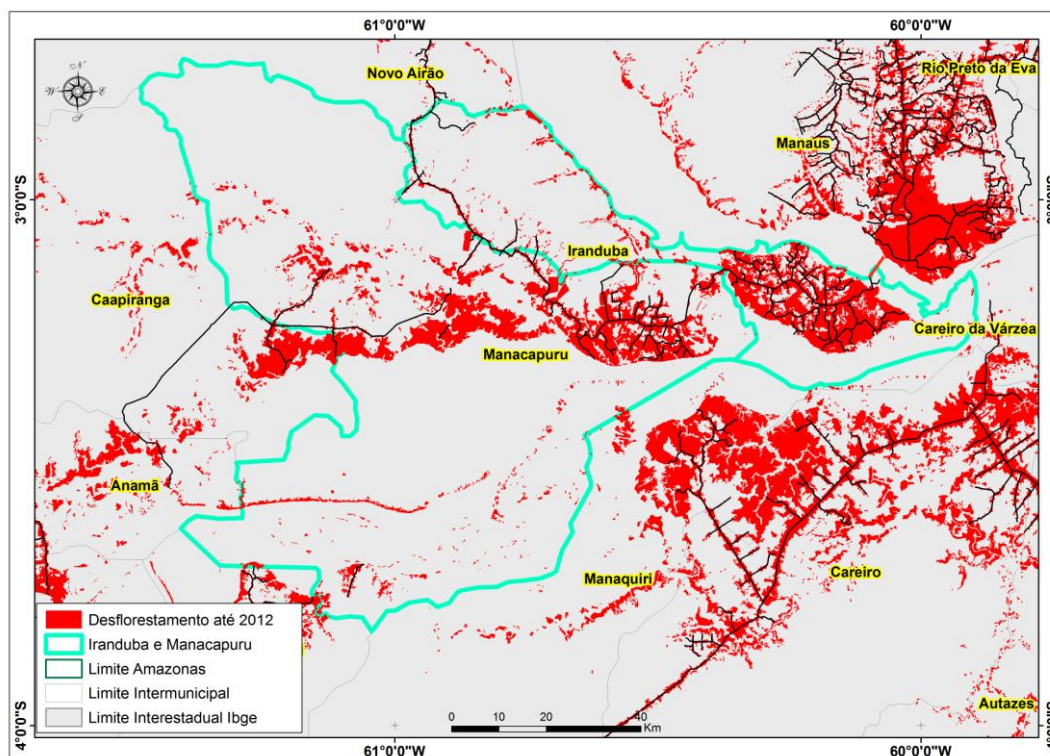 61°0'0"W 60°0'0"W
Novo Airão
Rio Preto da Eva
N
W E
S
Manaus
3°0'0"S
Iranduba
Caapiranga
Careiro da Várzea
Manacapuru
Anamã
Manaquiri
Careiro
Desflorestamento até 2012
Iranduba e Manacapuru
Limite Amazonas
Limite Intermunicipal
Limite Interestadual Ibge
Autazes
0 10 20 40
Km
4°0'0"S
61°0'0"W 60°0'0"W